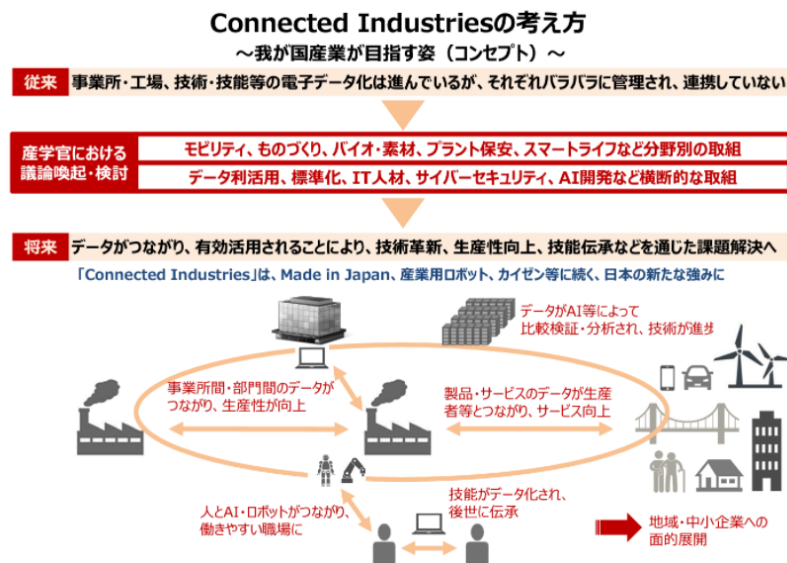 Connected Industriesの考え方
～我が国産業が目指す姿（コンセプト）～
従来 事業所・工場、技術・技能等の電子データ化は進んでいるが、それぞれバラバラに管理され、連携していない
産学官における
議論喚起・検討
モビリティ、ものづくり、バイオ・素材、プラント保安、スマートライフなど分野別の取組
データ利活用、標準化、IT人材、サイバーセキュリティ、AI開発など横断的な取組
将来 データがつながり、有効活用されることにより、技術革新、生産性向上、技能伝承などを通じた課題解決へ
「Connected Industries」は、Made in Japan、産業用ロボット、カイゼン等に続く、日本の新たな強みに
データがAI等によって
比較検証・分析され、技術が進歩
事業所間・部門間のデータが
つながり、生産性が向上
製品・サービスのデータが生産
者等とつながり、サービス向上
人とAI・ロボットがつながり、
働きやすい職場に
技能がデータ化され、
後世に伝承
地域・中小企業への
面的展開